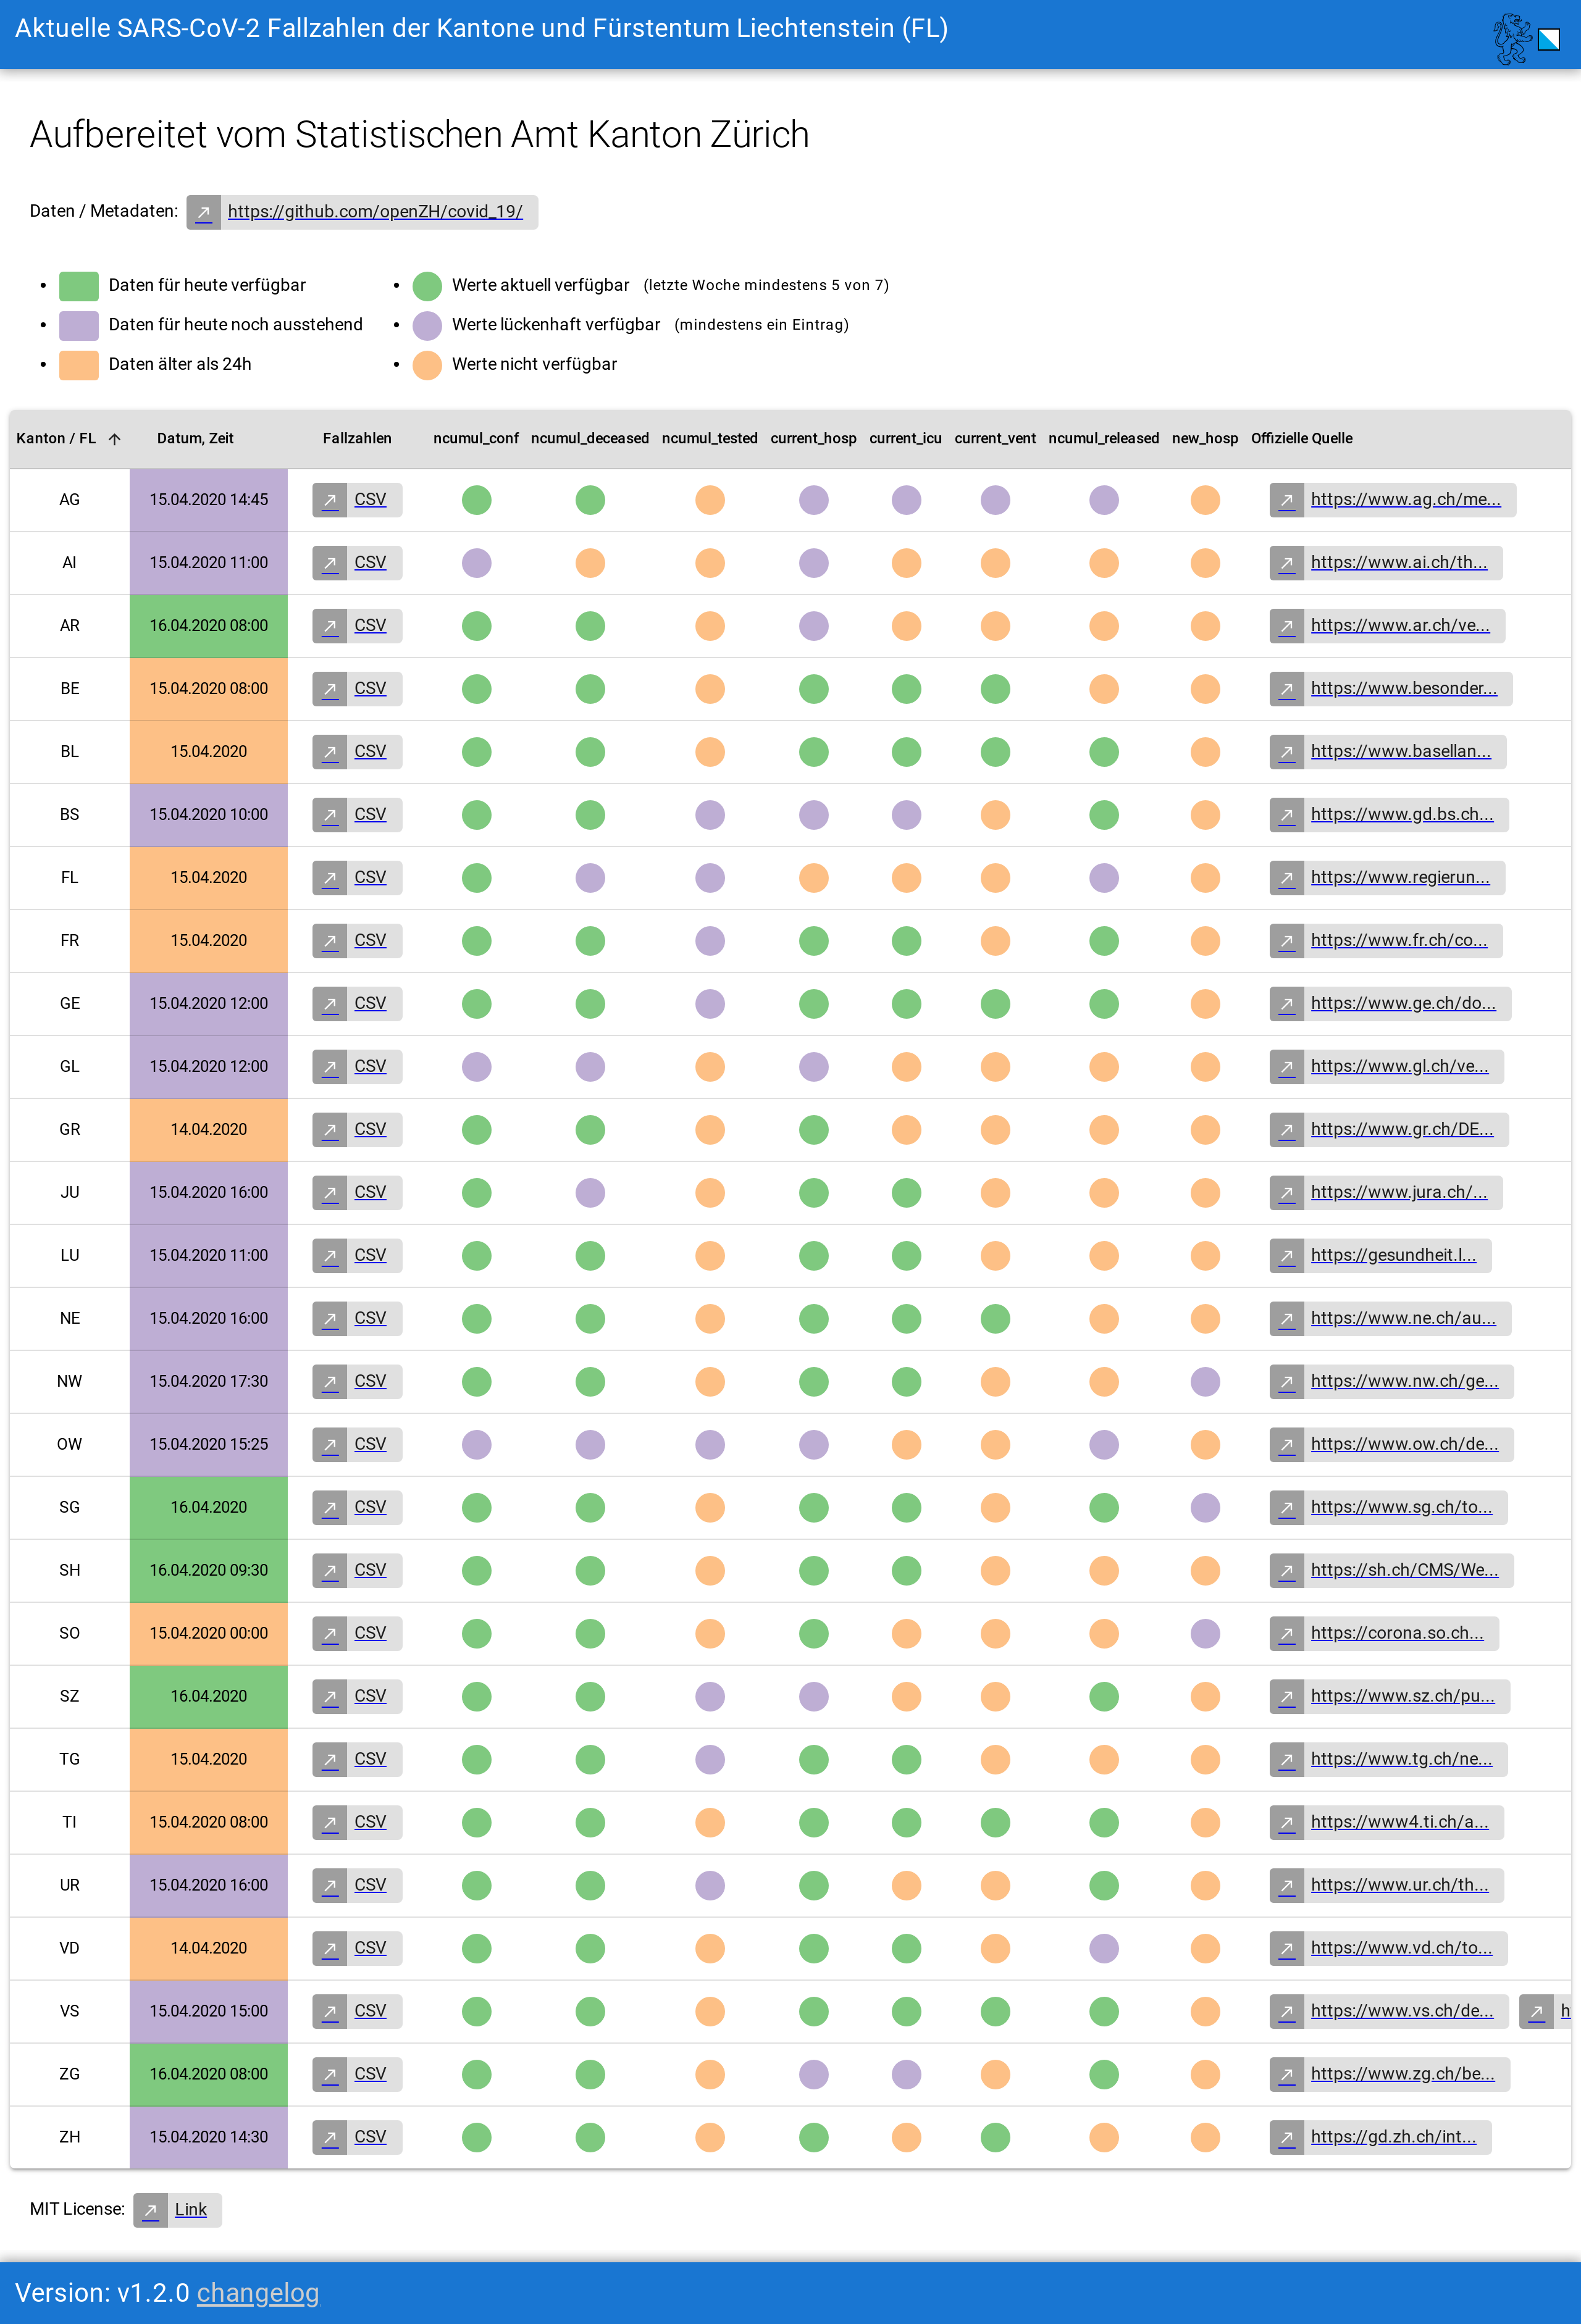 Aktuelle SARS-CoV-2 Fallzahlen der Kantone und Fürstentum Liechtenstein (FL)
Aufbereitet vom Statistischen Amt Kanton Zürich
Daten / Metadaten: https://github.com/openZH/covid_19/
Daten für heute verfügbar
Daten für heute noch ausstehend
Daten älter als 24h
Werte aktuell verfügbar (letzte Woche mindestens 5 von 7)
Werte lückenhaft verfügbar (mindestens ein Eintrag)
Werte nicht verfügbar
Kanton / FL Datum, Zeit Fallzahlen ncumul_conf ncumul_deceased ncumul_tested current_hosp current_icu current_vent ncumul_released new_hosp Offizielle Quelle
AG 15.04.2020 14:45 CSV https://www.ag.ch/me...
AI 15.04.2020 11:00 CSV https://www.ai.ch/th...
AR 16.04.2020 08:00 CSV https://www.ar.ch/ve...
BE 15.04.2020 08:00 CSV https://www.besonder...
BL 15.04.2020 CSV https://www.basellan...
BS 15.04.2020 10:00 CSV https://www.gd.bs.ch...
FL 15.04.2020 CSV https://www.regierun...
FR 15.04.2020 CSV https://www.fr.ch/co...
GE 15.04.2020 12:00 CSV https://www.ge.ch/do...
GL 15.04.2020 12:00 CSV https://www.gl.ch/ve...
GR 14.04.2020 CSV https://www.gr.ch/DE...
JU 15.04.2020 16:00 CSV https://www.jura.ch/...
LU 15.04.2020 11:00 CSV https://gesundheit.l...
NE 15.04.2020 16:00 CSV https://www.ne.ch/au...
NW 15.04.2020 17:30 CSV https://www.nw.ch/ge...
OW 15.04.2020 15:25 CSV https://www.ow.ch/de...
SG 16.04.2020 CSV https://www.sg.ch/to...
SH 16.04.2020 09:30 CSV https://sh.ch/CMS/We...
SO 15.04.2020 00:00 CSV https://corona.so.ch...
SZ 16.04.2020 CSV https://www.sz.ch/pu...
TG 15.04.2020 CSV https://www.tg.ch/ne...
TI 15.04.2020 08:00 CSV https://www4.ti.ch/a...
UR 15.04.2020 16:00 CSV https://www.ur.ch/th...
VD 14.04.2020 CSV https://www.vd.ch/to...
VS 15.04.2020 15:00 CSV https://www.vs.ch/de... h
ZG 16.04.2020 08:00 CSV https://www.zg.ch/be...
ZH 15.04.2020 14:30 CSV https://gd.zh.ch/int...
MIT License: Link
Version: v1.2.0 changelog